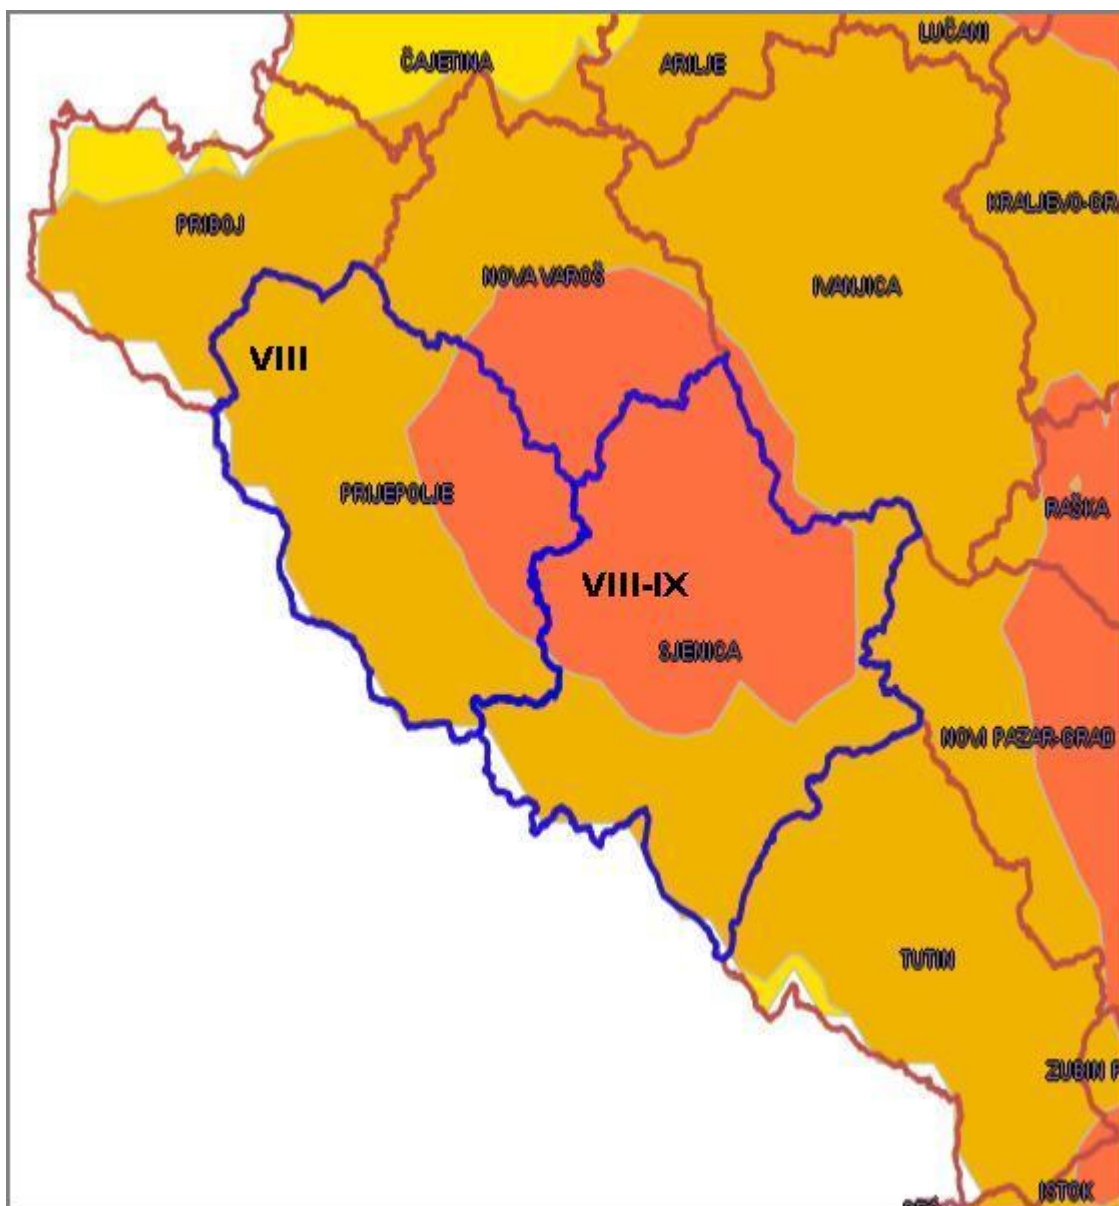 LUČANI
ČAJETINA
ARILJE
KRALJEVO-GRA
PRIBOJ
NOVA VAROŠ
IVANJICA
VIII
PRIJEPOLJE
RAŠKA
VIII-IX
SJENICA
NOVI PAZAR-GRAD
TUTIN
ZUBIN P
ISTOK